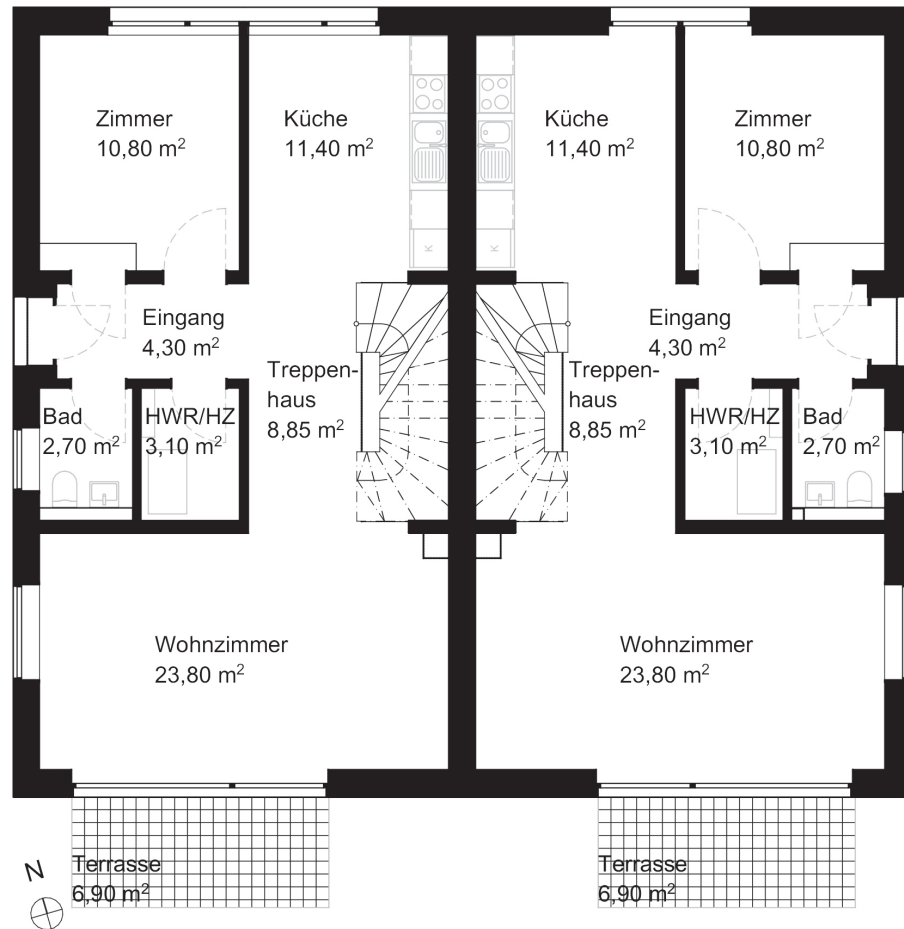 Zimmer
10,80 m²
Küche
11,40 m²
Küche
11,40 m²
Zimmer
10,80 m²
K
K
Eingang
4,30 m²
Eingang
4,30 m²
Treppen-
haus
8,85 m²
Treppen-
haus
8,85 m²
Bad
2,70 m²
HWR/HZ
3,10 m²
HWR/HZ
3,10 m²
Bad
2,70 m²
Wohnzimmer
23,80 m²
Wohnzimmer
23,80 m²
N
Terrasse
6,90 m²
Terrasse
6,90 m²